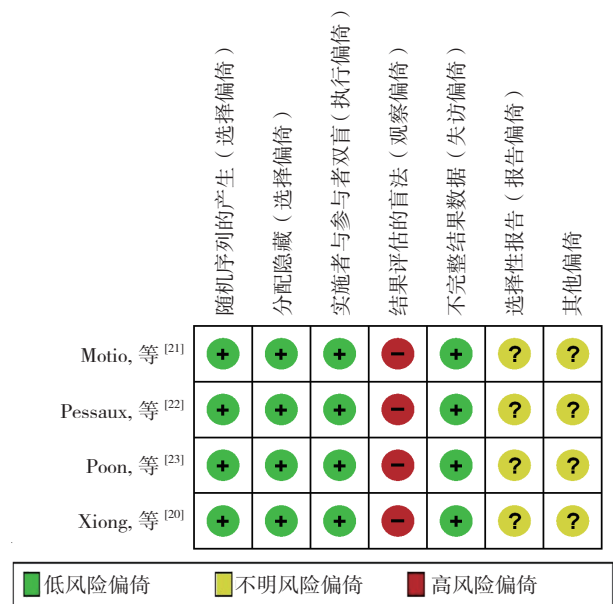 随机序列的产生（选择偏倚）
分配隐藏（选择偏倚）
实施者与参与者双盲（执行偏倚）
结果评估的盲法（观察偏倚）
不完整结果数据（失访偏倚）
选择性报告（报告偏倚）
其他偏倚
Motio, 等 [21] + + + − + ? ?
Pessaux, 等 [22] + + + − + ? ?
Poon, 等 [23] + + + − + ? ?
Xiong, 等 [20] + + + − + ? ?
低风险偏倚 不明风险偏倚 高风险偏倚